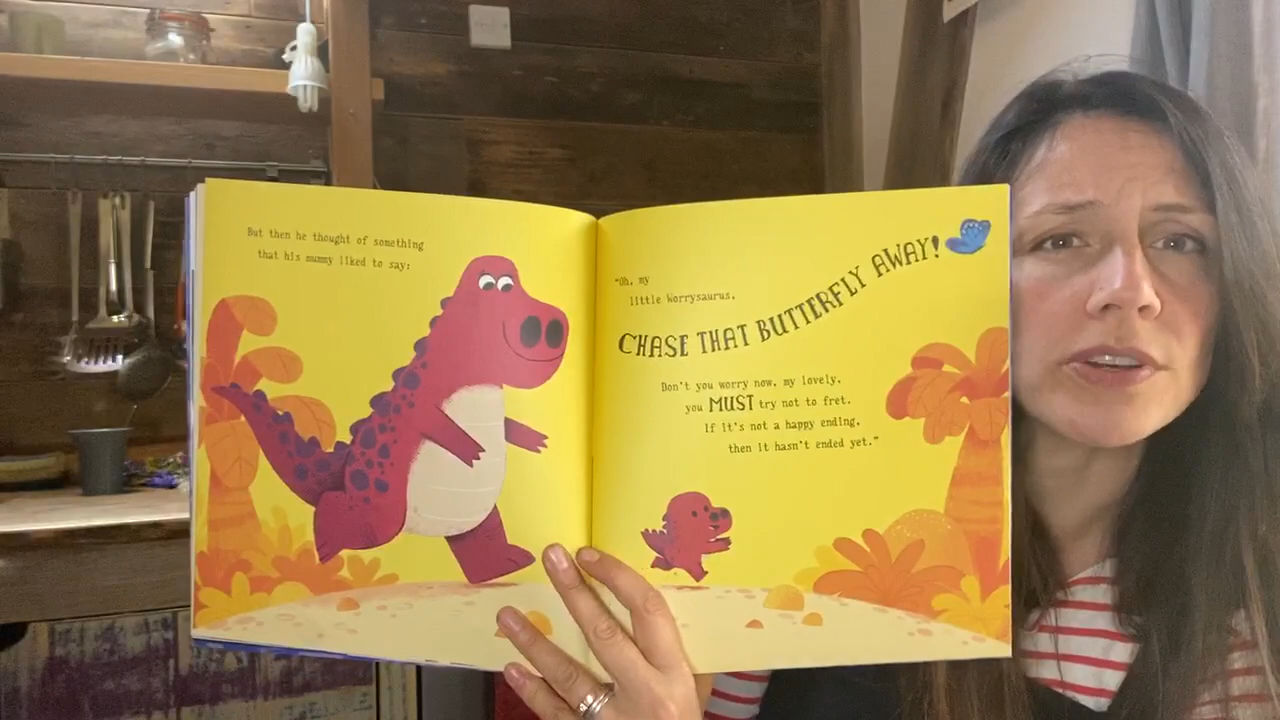 But then he thought of something
that his mummy liked to say:
"Oh, my
little Worrysaurus,
CHASE THAT BUTTERFLY AWAY!
Don't you worry now, my lovely,
you MUST try not to fret.
If it's not a happy ending,
then it hasn't ended yet."